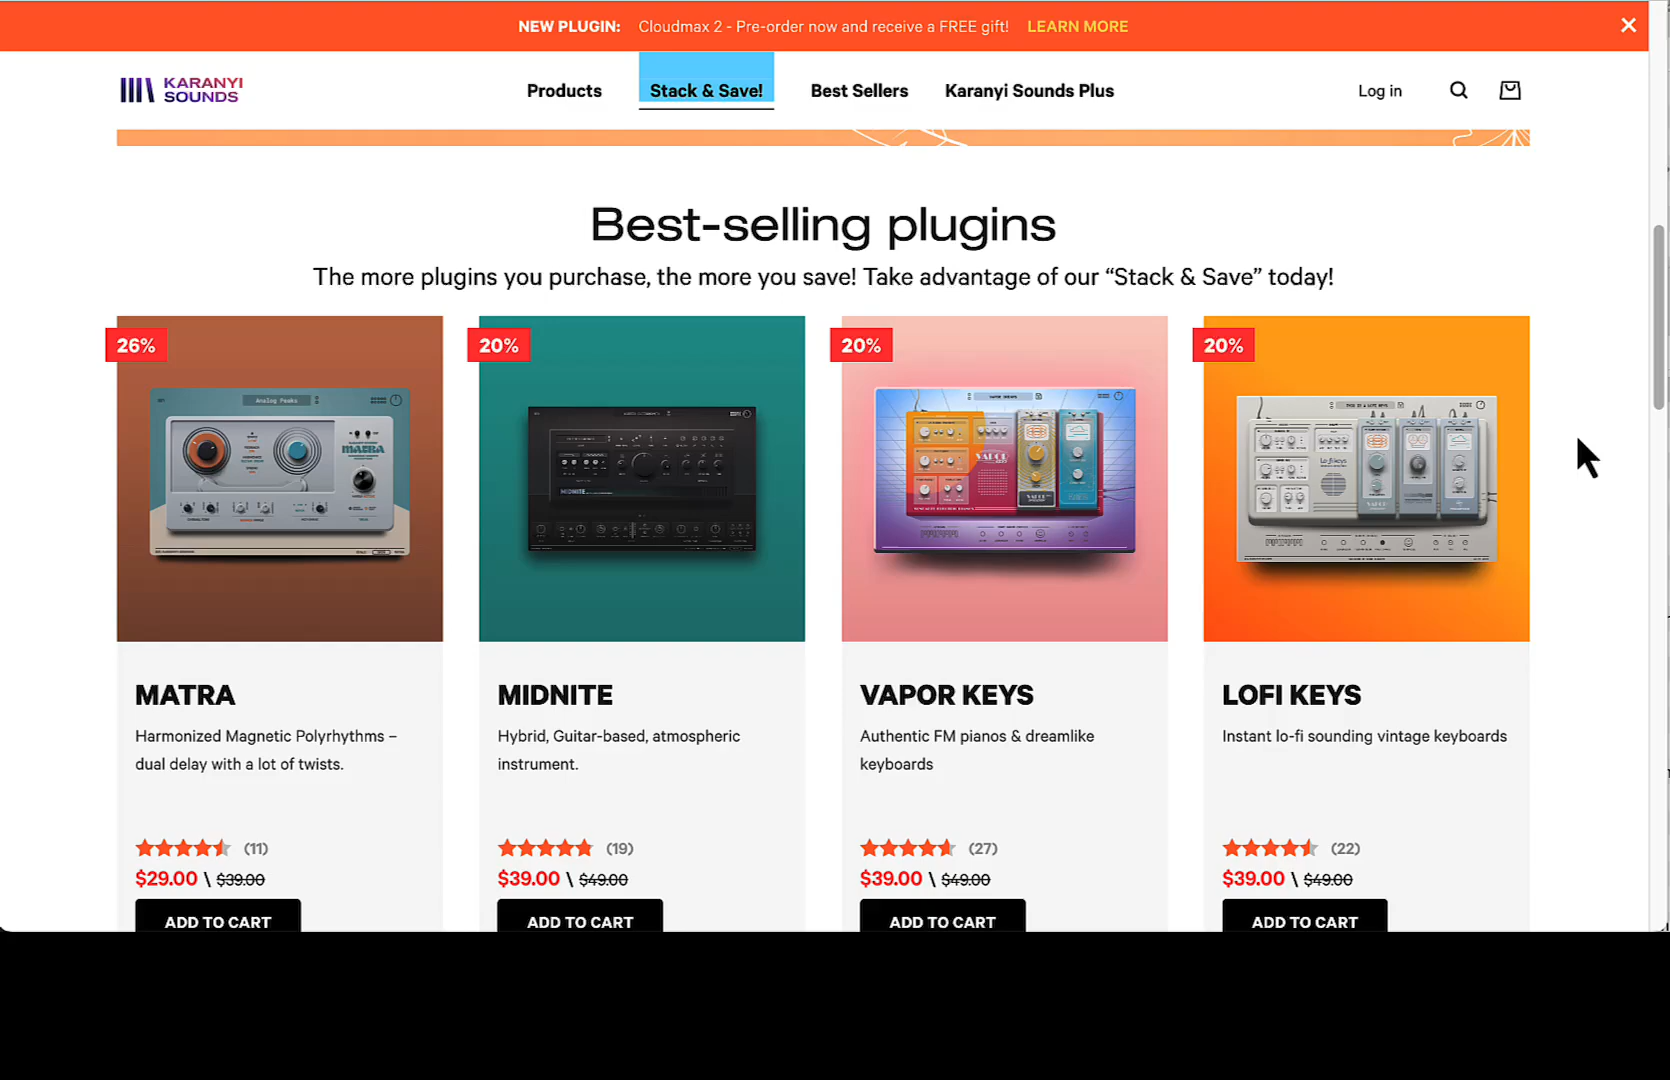 NEW PLUGIN: Cloudmax 2 - Pre-order now and receive a FREE gift! LEARN MORE
KARANYI
SOUNDS
Products Stack & Save! Best Sellers Karanyi Sounds Plus Log in
Best-selling plugins
The more plugins you purchase, the more you save! Take advantage of our “Stack & Save” today!
26% 20% 20% 20%
Analog Peaks
MATRA
MIDNITE
VAPOR
MATRA MIDNITE VAPOR KEYS LOFI KEYS
Harmonized Magnetic Polyrhythms –
dual delay with a lot of twists.
Hybrid, Guitar-based, atmospheric
instrument.
Authentic FM pianos & dreamlike
keyboards
Instant lo-fi sounding vintage keyboards
(11) (19) (27) (22)
$29.00 \ $39.00 $39.00 \ $49.00 $39.00 \ $49.00 $39.00 \ $49.00
ADD TO CART ADD TO CART ADD TO CART ADD TO CART